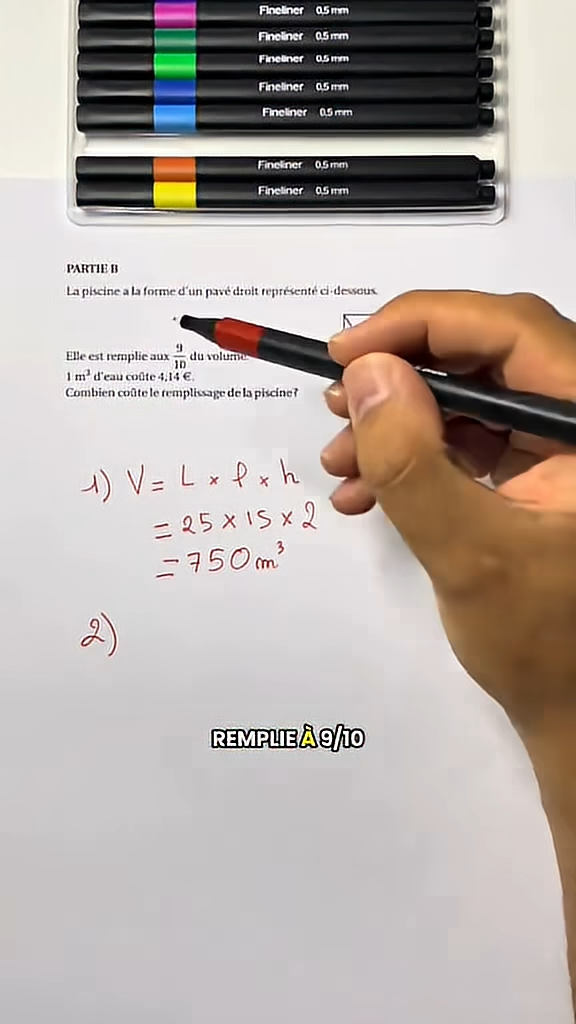 Fineliner 0,5 mm
Fineliner 0,5 mm
Fineliner 0,5 mm
Fineliner 0,5 mm
Fineliner 0,5 mm
Fineliner 0,5 mm
Fineliner 0,5 mm
PARTIE B
La piscine a la forme d'un pavé droit représenté ci-dessous.
Elle est remplie aux 9/10 du volume.
1 m³ d'eau coûte 4,14 €.
Combien coûte le remplissage de la piscine?
1) V = L × l × h
= 25 × 15 × 2
= 750 m³
2)
REMPLIE À 9/10